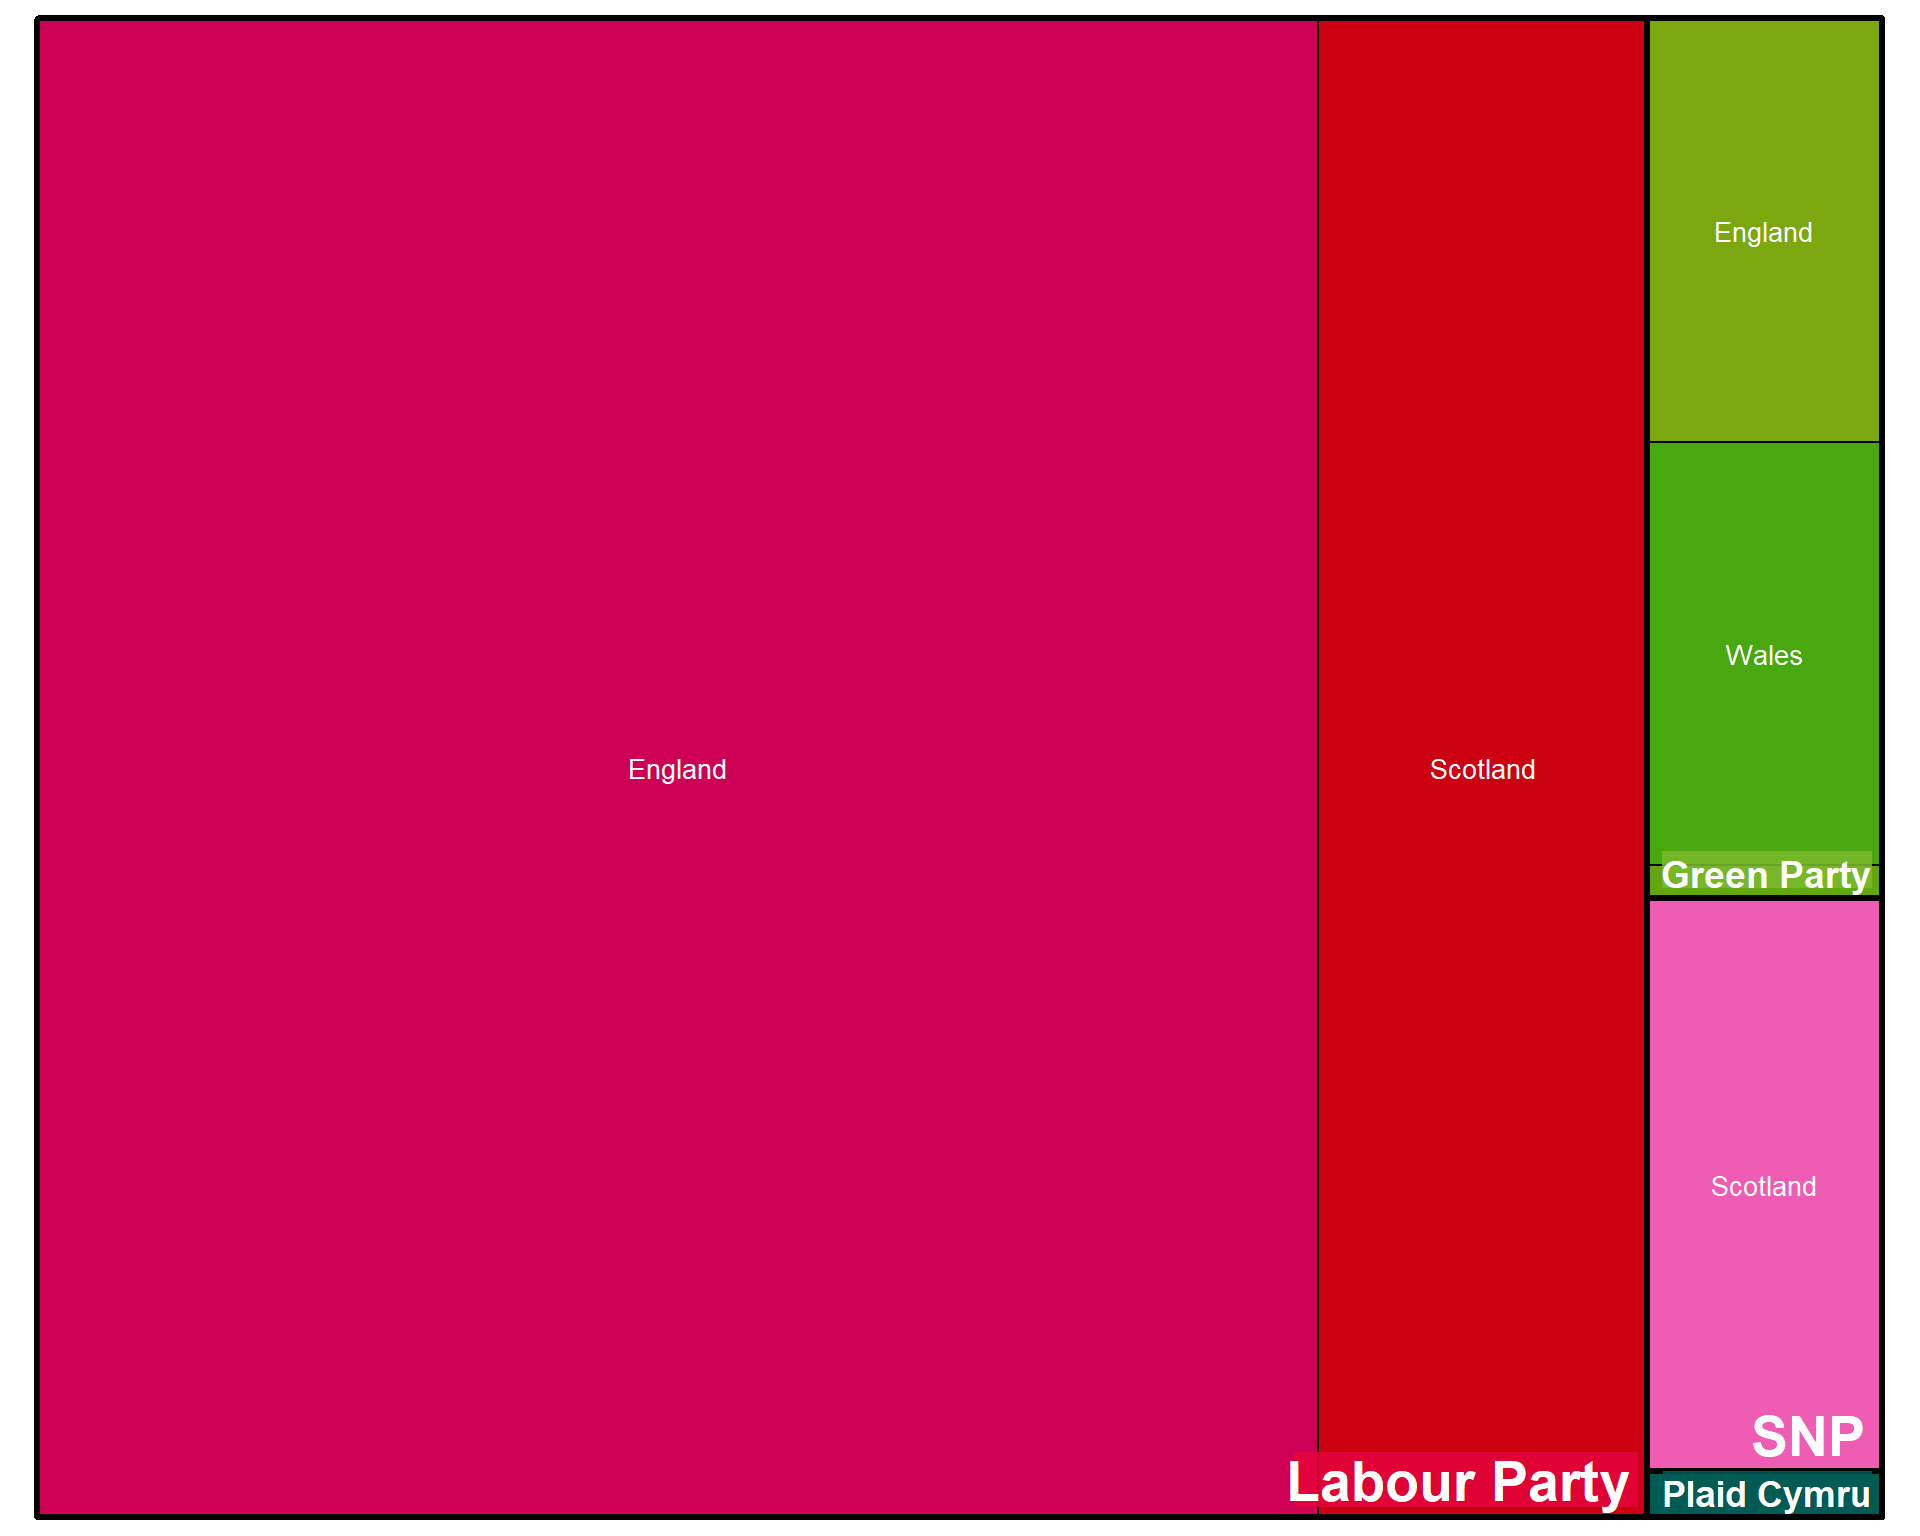 England
Scotland
Labour Party
England
Wales
Green Party
Scotland
SNP
Plaid Cymru